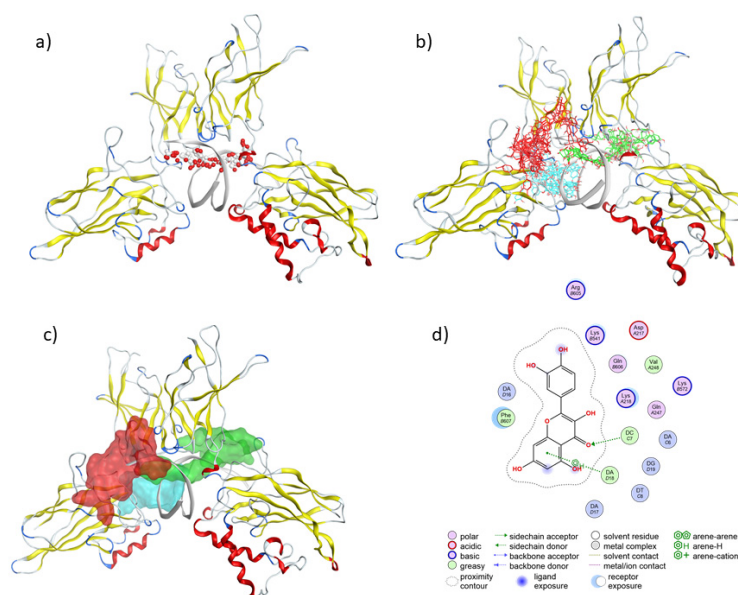 a)
b)
c)
d)
Arg
B605
Lys
B541
Asp
A217
Gln
B606
Val
A248
Lys
B572
Lys
A218
Gln
A247
DA
D16
Phe
B607
OH
HO
OH
O
O
HO
OH
H
DC
C7
DA
C6
DA
D18
DG
D19
DT
C8
DA
D17
polar
acidic
basic
greasy
proximity
contour
sidechain acceptor
sidechain donor
backbone acceptor
backbone donor
ligand
exposure
solvent residue
metal complex
solvent contact
metal/ion contact
receptor
exposure
arene-arene
H arene-H
+ arene-cation